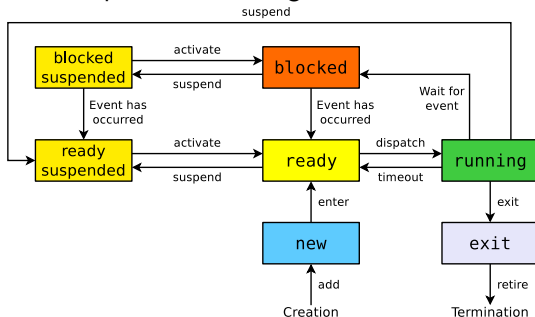 suspend
blocked
suspended
activate
suspend
blocked
Wait for
event
Event has
occurred
Event has
occurred
ready
suspended
activate
suspend
ready
dispatch
timeout
running
enter
exit
new
exit
add
retire
Creation
Termination